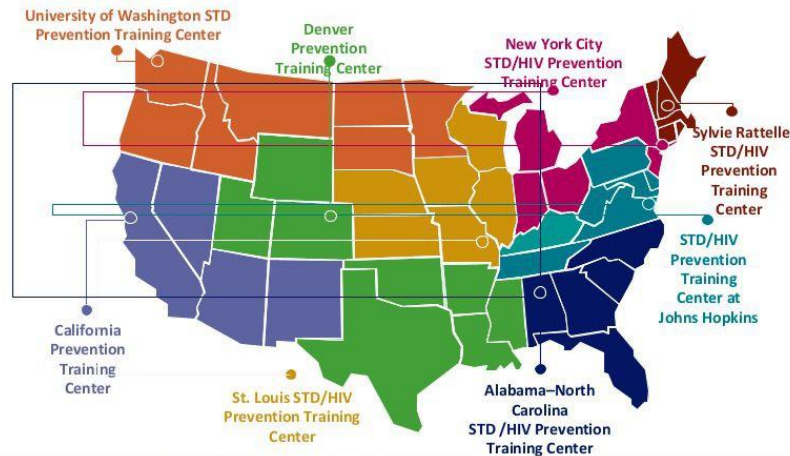 University of Washington STD
Prevention Training Center
Denver
Prevention
Training Center
New York City
STD/HIV Prevention
Training Center
Sylvie Rattelle
STD/HIV
Prevention
Training
Center
STD/HIV
Prevention
Training
Center at
Johns Hopkins
California
Prevention
Training
Center
St. Louis STD/HIV
Prevention Training
Center
Alabama–North
Carolina
STD /HIV Prevention
Training Center